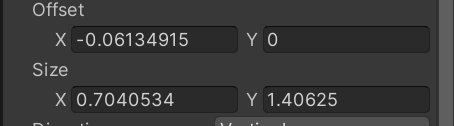 Offset
X -0.06134915 Y 0
Size
X 0.7040534 Y 1.40625